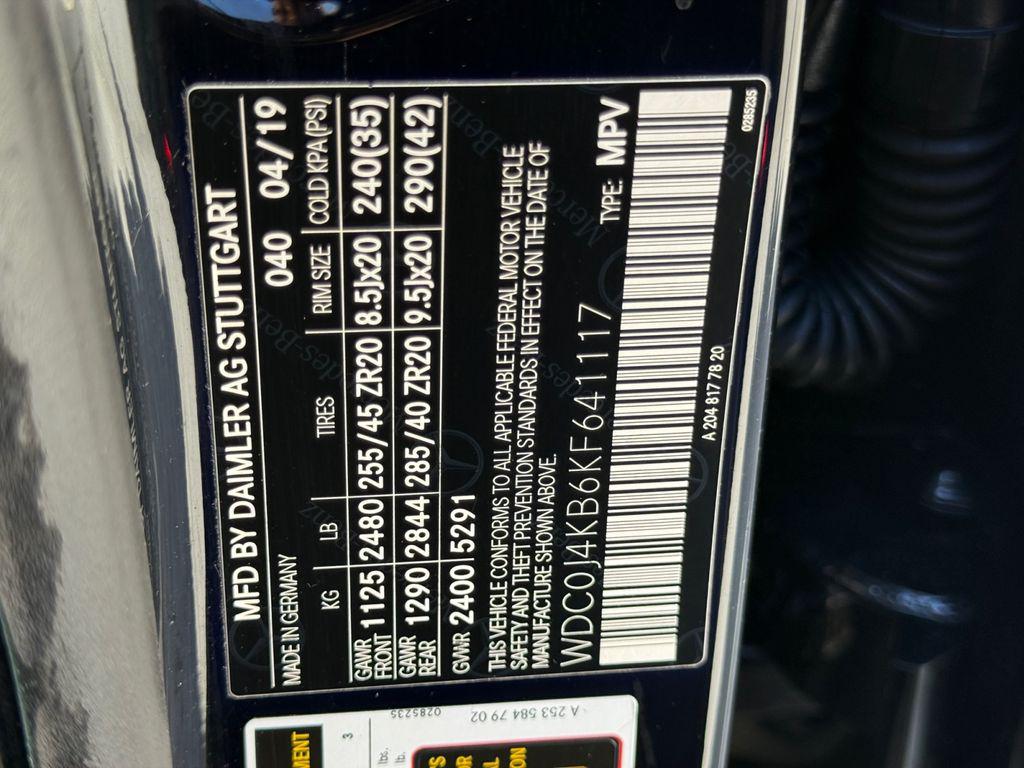 MFD BY DAIMLER AG STUTTGART
MADE IN GERMANY 040 04/19
KG LB TIRES RIM SIZE COLD KPA(PSI)
GAWR FRONT 1125 2480 255/45 ZR20 8.5Jx20 240(35)
GAWR REAR 1290 2844 285/40 ZR20 9.5Jx20 290(42)
GVWR 2400 5291
THIS VEHICLE CONFORMS TO ALL APPLICABLE FEDERAL MOTOR VEHICLE
SAFETY AND THEFT PREVENTION STANDARDS IN EFFECT ON THE DATE OF
MANUFACTURE SHOWN ABOVE.
WDC0J4KB6KF641117 TYPE: MPV
A 204 817 78 20
0285235
A 253 584 79 02
0285235
3
lbs.
lb.